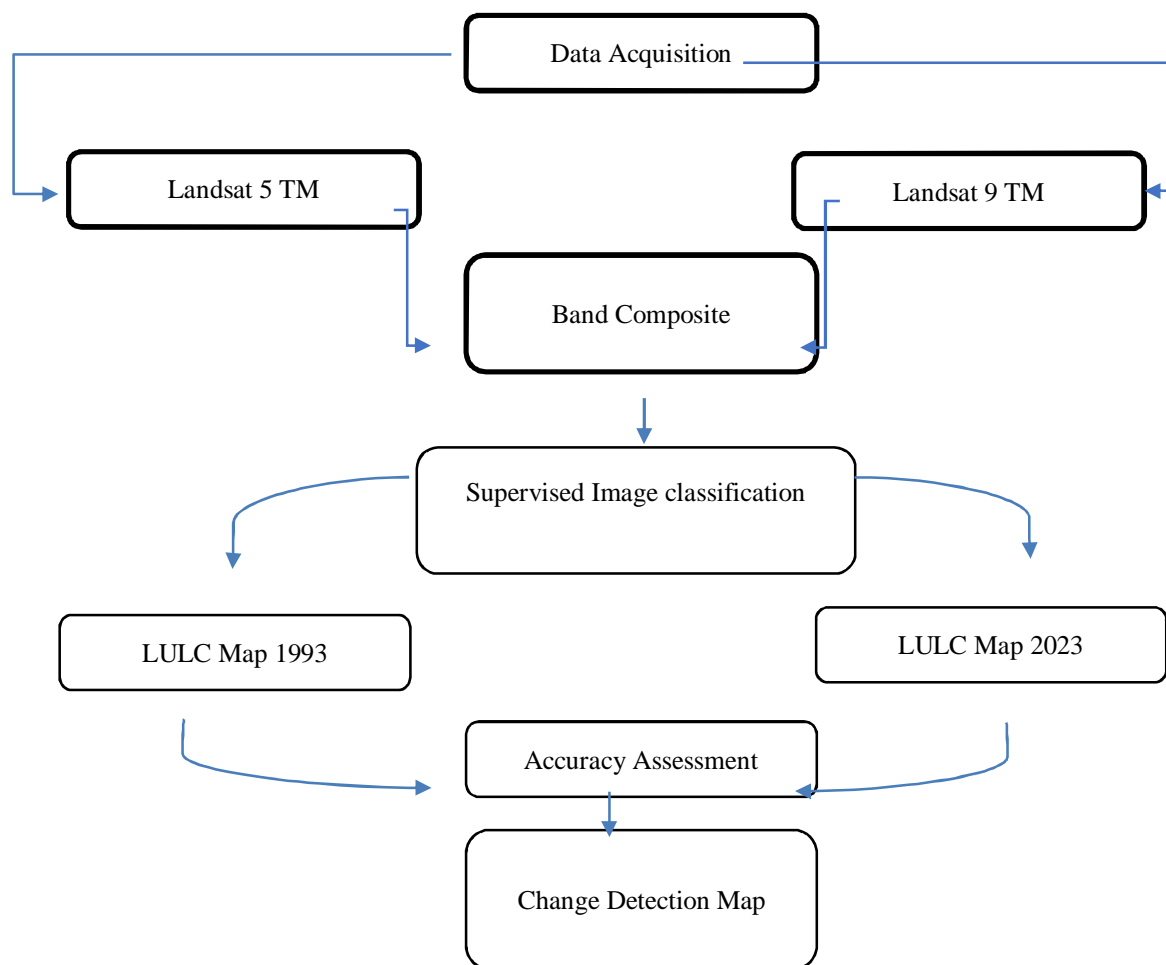 Data Acquisition
Landsat 5 TM
Landsat 9 TM
Band Composite
Supervised Image classification
LULC Map 1993
LULC Map 2023
Accuracy Assessment
Change Detection Map